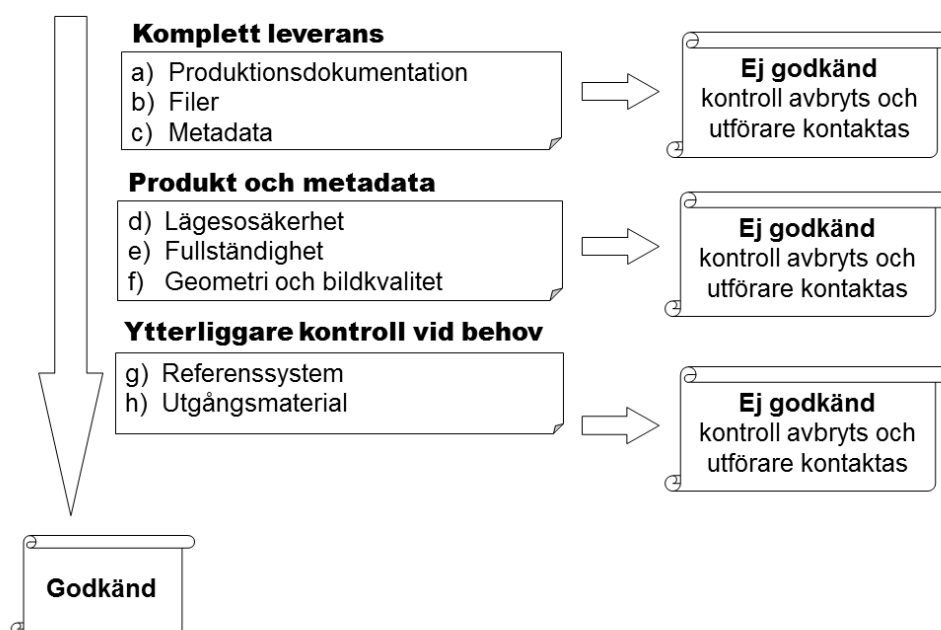 Komplett leverans
a) Produktionsdokumentation
b) Filer
c) Metadata
Ej godkänd
kontroll avbryts och
utförare kontaktas
Produkt och metadata
d) Lägesosäkerhet
e) Fullständighet
f) Geometri och bildkvalitet
Ej godkänd
kontroll avbryts och
utförare kontaktas
Ytterliggare kontroll vid behov
g) Referenssystem
h) Utgångsmaterial
Ej godkänd
kontroll avbryts och
utförare kontaktas
Godkänd